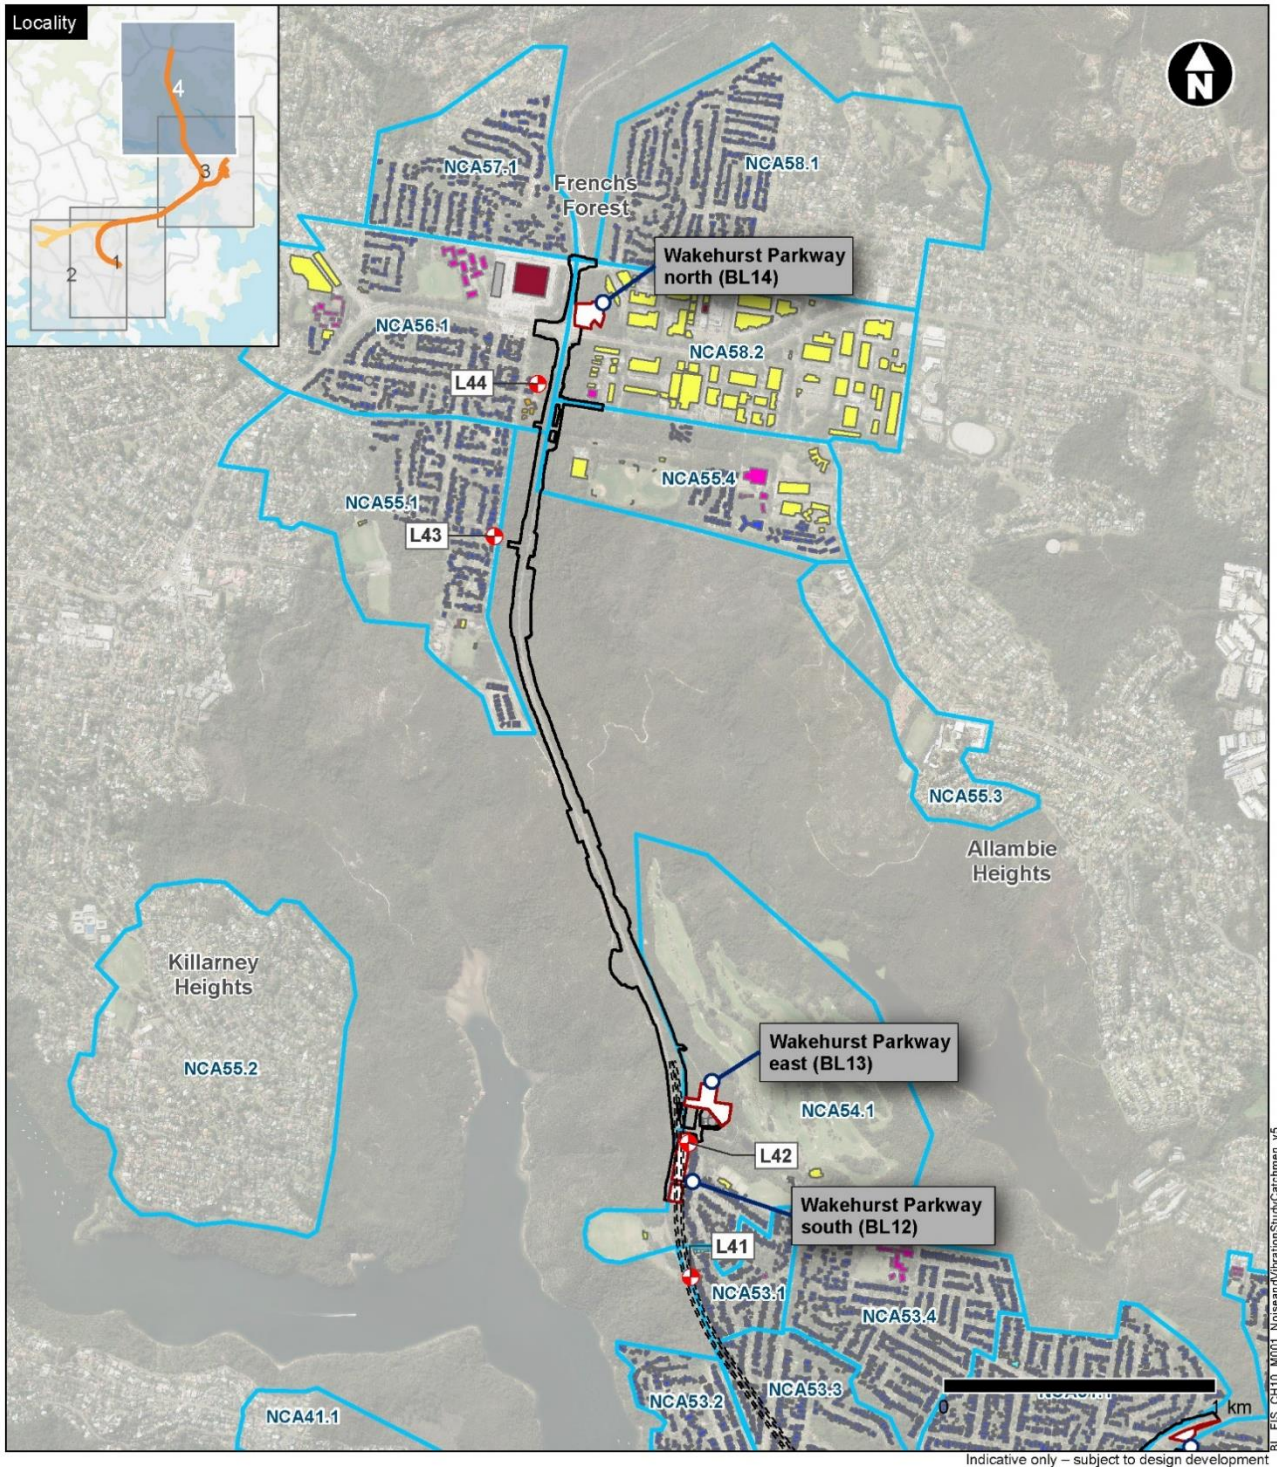 Locality
4
3
1
2
N
NCA57.1
NCA58.1
Frenchs
Forest
Wakehurst Parkway
north (BL14)
NCA56.1
NCA58.2
L44
NCA55.4
NCA55.1
L43
NCA55.3
Allambie
Heights
Killarney
Heights
NCA55.2
Wakehurst Parkway
east (BL13)
NCA54.1
L42
Wakehurst Parkway
south (BL12)
L41
NCA53.1
NCA53.4
NCA53.3
NCA53.2
NCA41.1
0
1 km
Indicative only – subject to design development